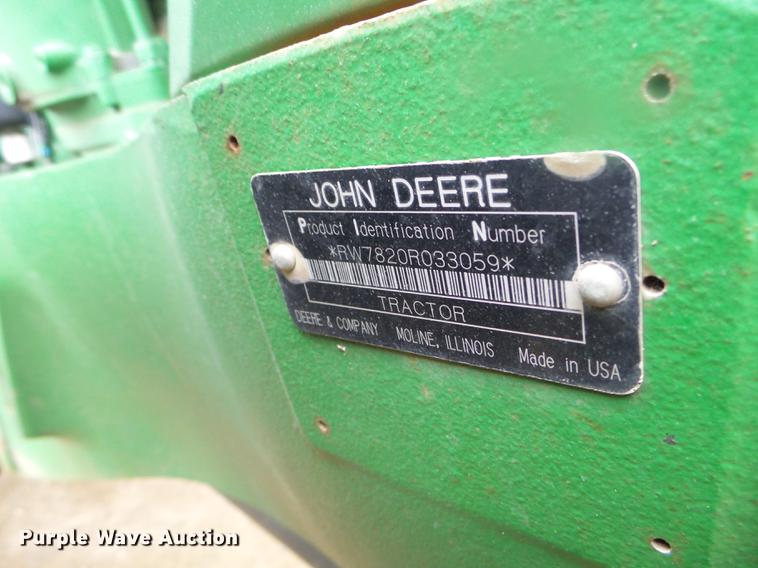 JOHN DEERE
Product Identification Number
*RW7820R033059*
TRACTOR
DEERE & COMPANY MOLINE, ILLINOIS Made in USA
Purple Wave Auction